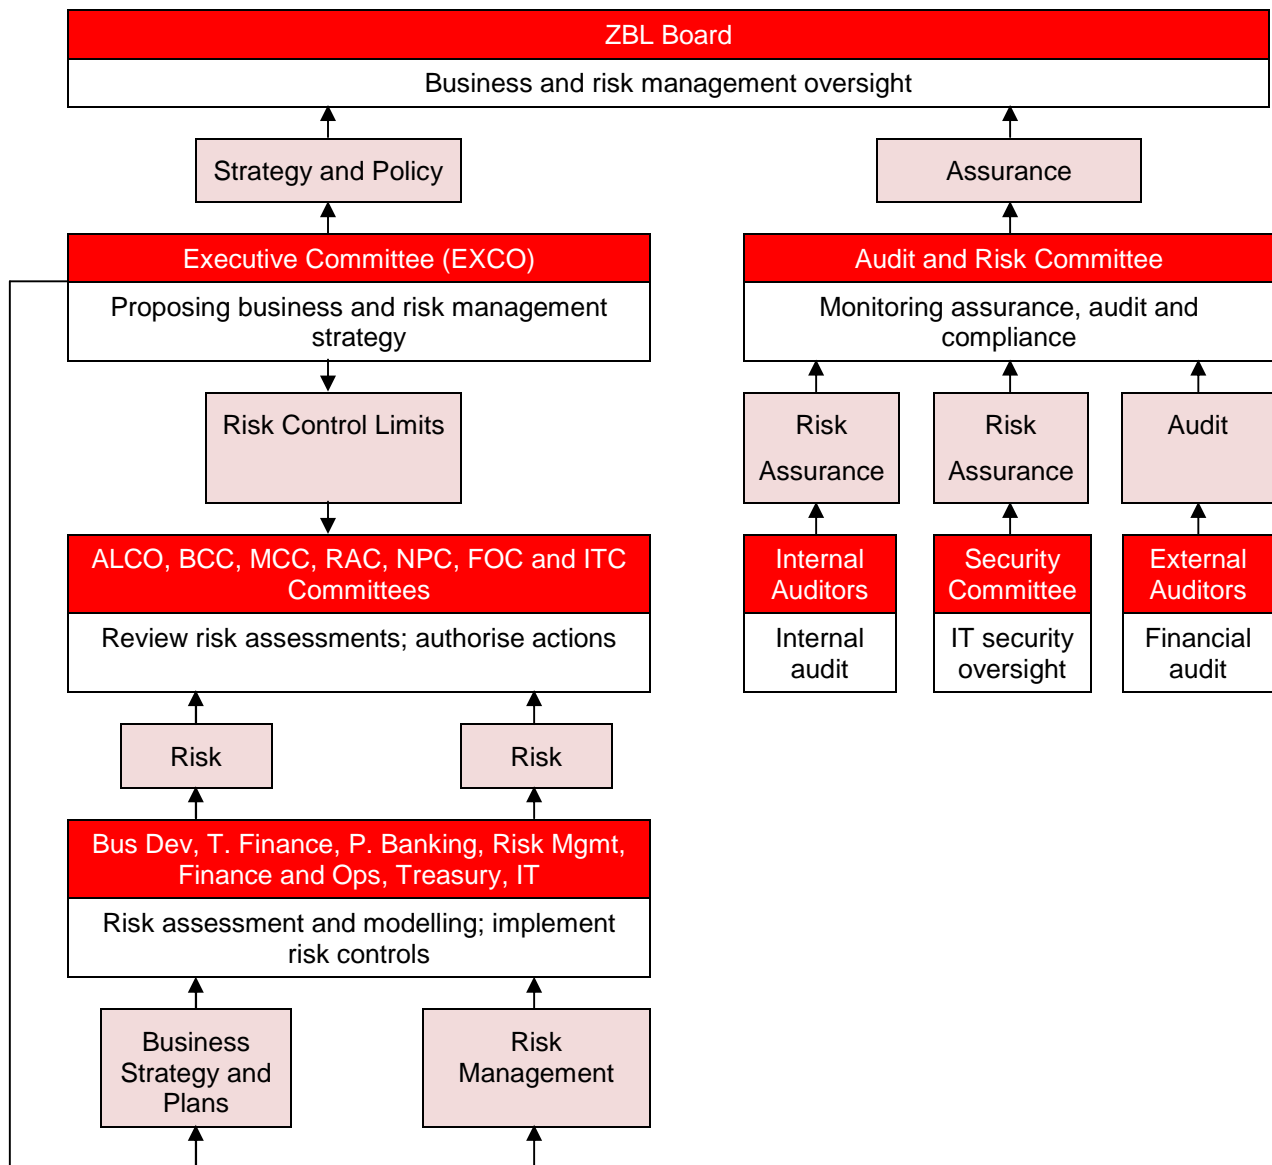 ZBL Board
Business and risk management oversight
Strategy and Policy
Assurance
Executive Committee (EXCO)
Proposing business and risk management
strategy
Audit and Risk Committee
Monitoring assurance, audit and
compliance
Risk Control Limits
Risk
Assurance
Risk
Assurance
Audit
ALCO, BCC, MCC, RAC, NPC, FOC and ITC
Committees
Review risk assessments; authorise actions
Internal
Auditors
Internal
audit
Security
Committee
IT security
oversight
External
Auditors
Financial
audit
Risk
Risk
Bus Dev, T. Finance, P. Banking, Risk Mgmt,
Finance and Ops, Treasury, IT
Risk assessment and modelling; implement
risk controls
Business
Strategy and
Plans
Risk
Management